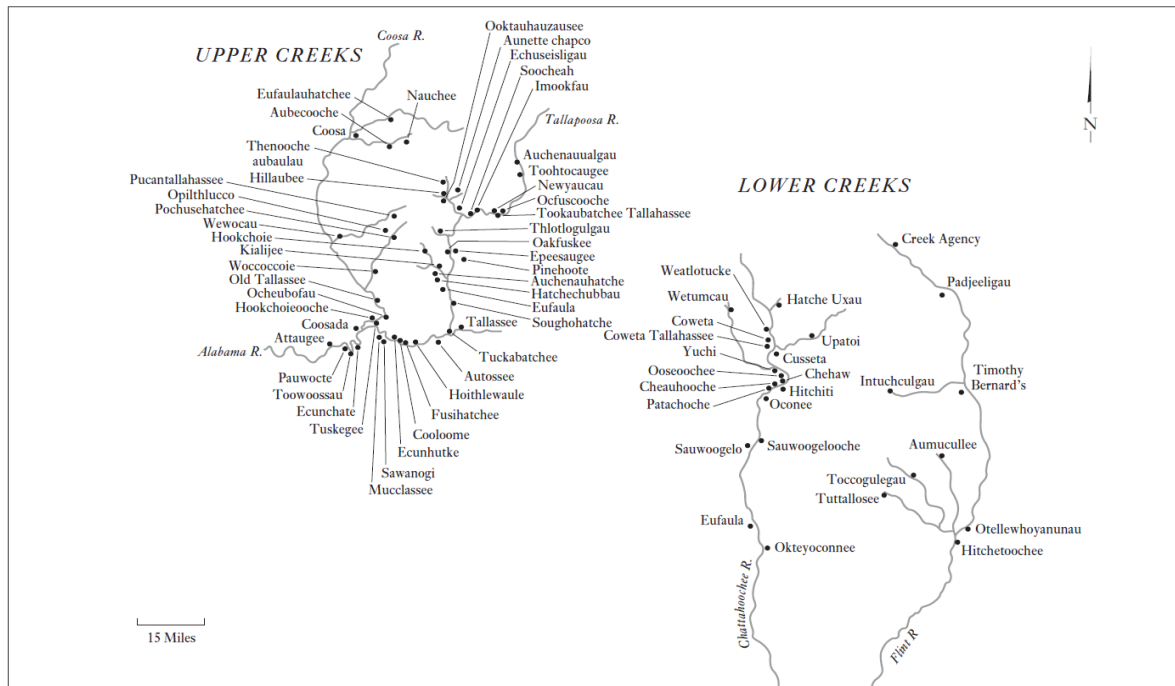 UPPER CREEKS
Coosa R.
Ooktauhauzausee
Aunette chapco
Echuseisligau
Soocheah
Imookfau
Eufaulauhatchee
Nauchee
Aubecooche
Coosa
Tallapoosa R.
Thenooche
aubaulau
Hillaubee
Auchenauualgau
Toohtocaugee
Newyaucau
Ocfuscooche
Tookaubatchee Tallahassee
Thlotlogulgau
Oakfuskee
Epeesaugee
Pinehoote
Auchenauhatche
Hatchechubbau
Eufaula
Soughohatche
Pucantallahassee
Opilthlucco
Pochusehatchee
Wewocau
Hookchoie
Kialijee
Woccoccoie
Old Tallassee
Ocheubofau
Hookchoieooche
Coosada
Attaugee
Alabama R.
Tallassee
Tuckabatchee
Pauwocte
Toowoossau
Ecunchate
Tuskegee
Autossee
Hoithlewaule
Fusihatchee
Cooloome
Ecunhutke
Sawanogi
Mucclassee
15 Miles
N
LOWER CREEKS
Creek Agency
Weatlotucke
Padjeeligau
Wetumcau
Hatche Uxau
Coweta
Coweta Tallahassee
Upatoi
Yuchi
Cusseta
Ooseoochee
Chehaw
Cheauhooche
Hitchiti
Patachoche
Oconee
Intuchculgau
Timothy
Bernard's
Sauwoogelo
Sauwoogelooche
Aumucullee
Toccogulegau
Tuttallosee
Eufaula
Otellewhoyanunau
Okteyoconnee
Hitchetoochee
Chattahoochee R.
Flint R